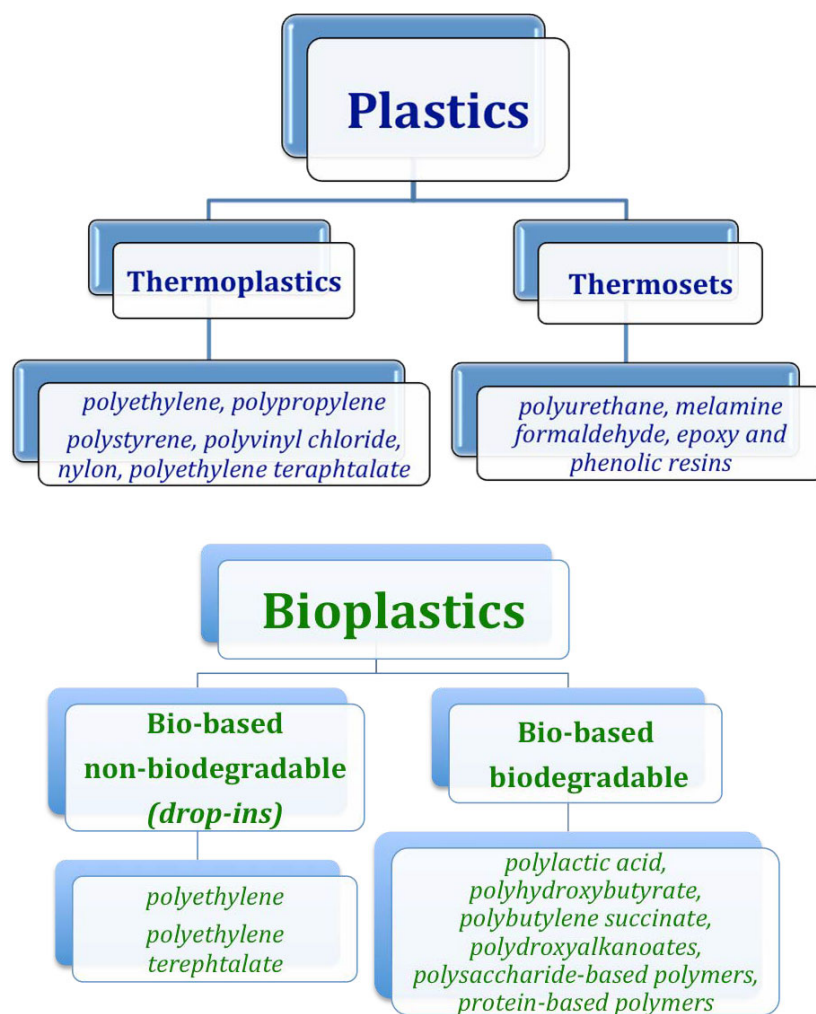 Plastics
Thermoplastics
Thermosets
polyethylene, polypropylene
polystyrene, polyvinyl chloride,
nylon, polyethylene teraphtalate
polyurethane, melamine
formaldehyde, epoxy and
phenolic resins
Bioplastics
Bio-based
non-biodegradable
(drop-ins)
Bio-based
biodegradable
polyethylene
polyethylene
terephtalate
polylactic acid,
polyhydroxybutyrate,
polybutylene succinate,
polydroxyalkanoates,
polysaccharide-based polymers,
protein-based polymers